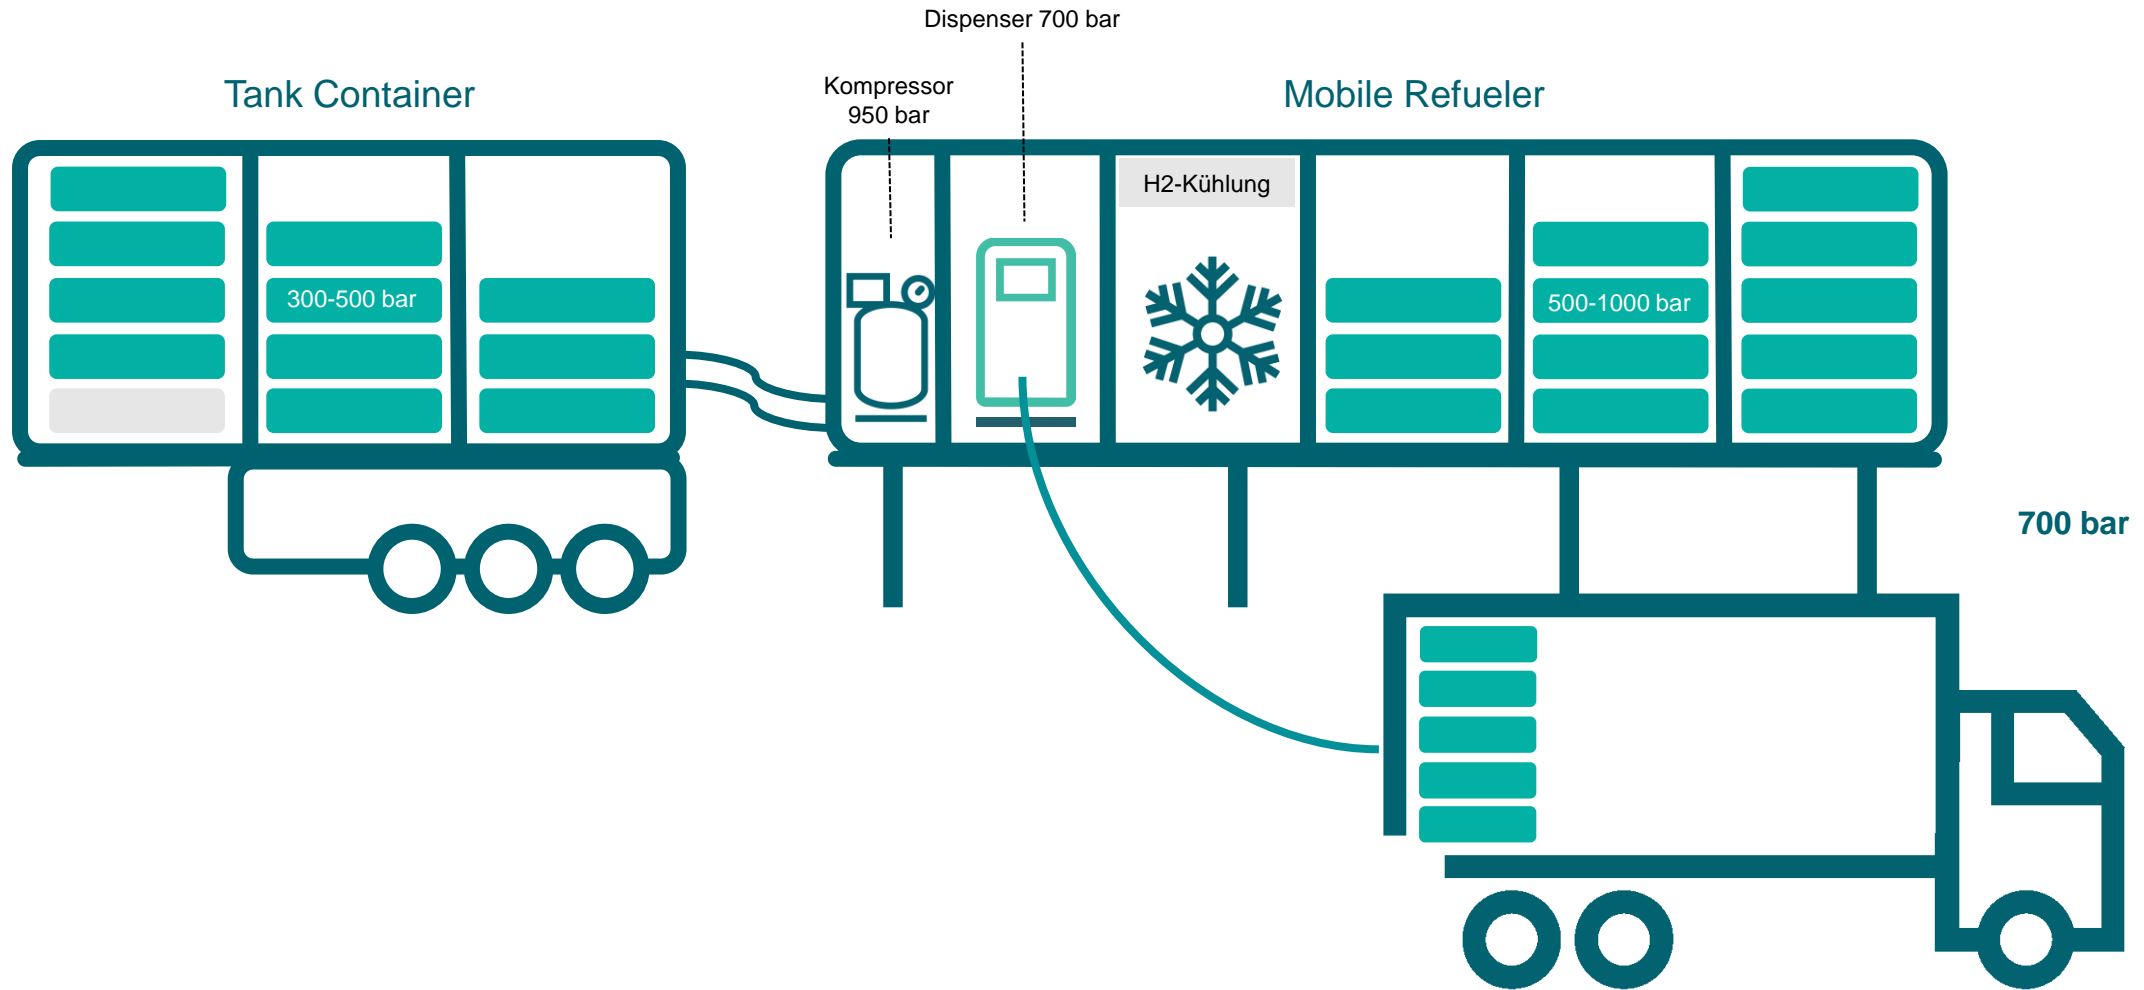 Dispenser 700 bar
Tank Container
Kompressor
950 bar
Mobile Refueler
H2-Kühlung
300-500 bar
500-1000 bar
700 bar